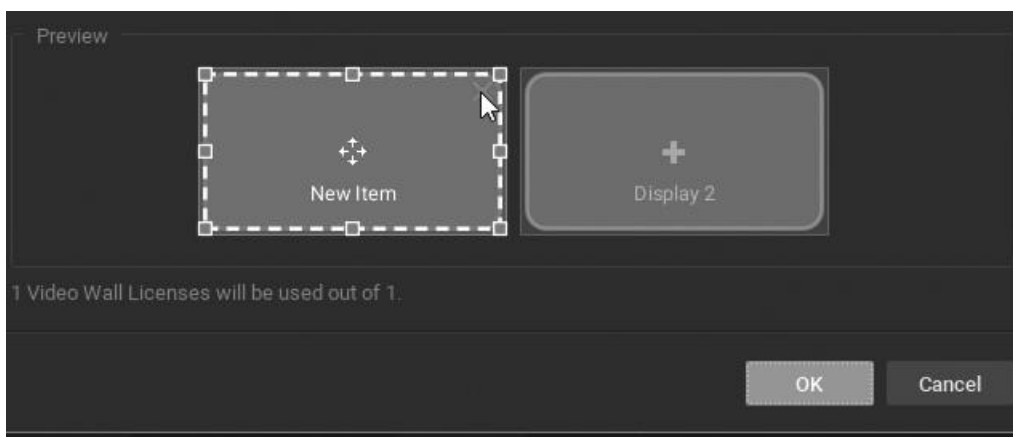 Preview
New Item
Display 2
1 Video Wall Licenses will be used out of 1.
OK
Cancel